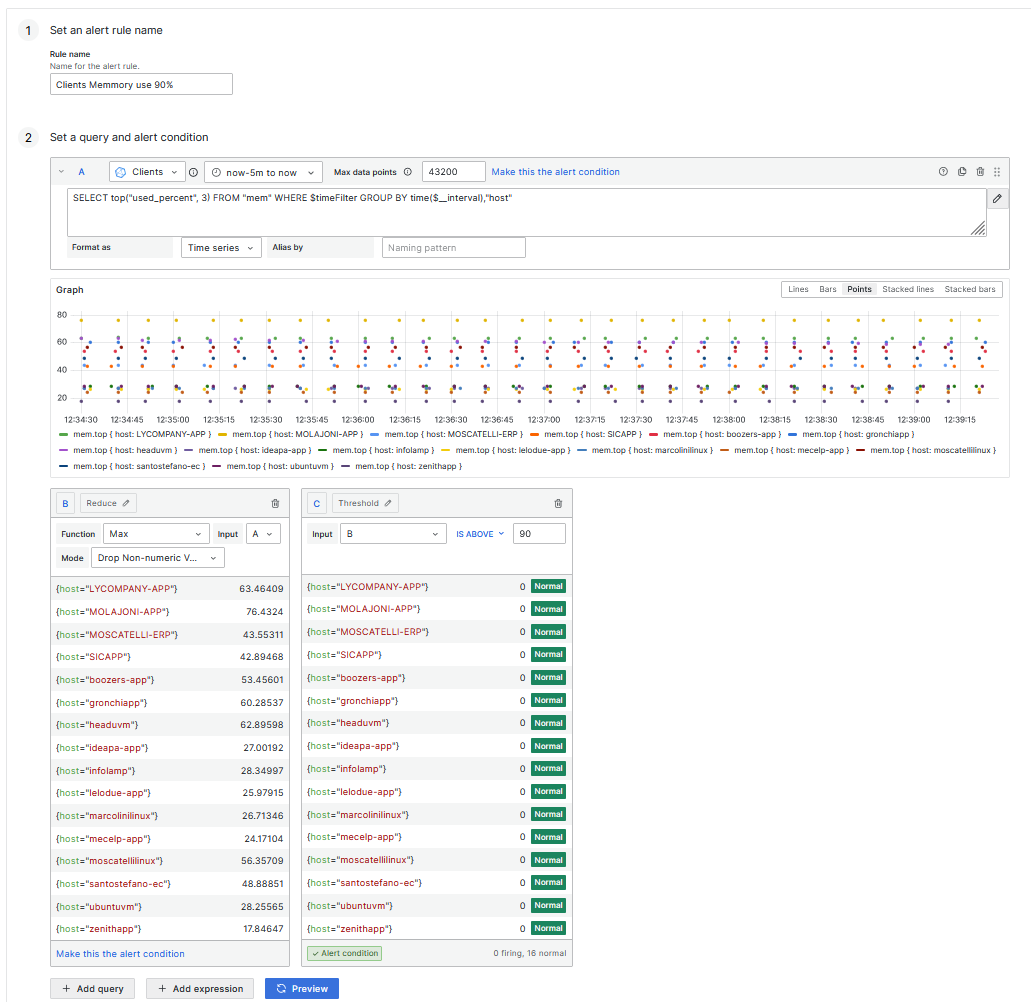 1 Set an alert rule name
Rule name
Name for the alert rule.
Clients Memmory use 90%
2 Set a query and alert condition
A Clients now-5m to now Max data points 43200 Make this the alert condition
SELECT top("used_percent", 3) FROM "mem" WHERE $timeFilter GROUP BY time($__interval),"host"
Format as Time series Alias by Naming pattern
Graph Lines Bars Points Stacked lines Stacked bars
80
60
40
20
12:34:30 12:34:45 12:35:00 12:35:15 12:35:30 12:35:45 12:36:00 12:36:15 12:36:30 12:36:45 12:37:00 12:37:15 12:37:30 12:37:45 12:38:00 12:38:15 12:38:30 12:38:45 12:39:00 12:39:15
mem.top { host: LYCOMPANY-APP } mem.top { host: MOLAJONI-APP } mem.top { host: MOSCATELLI-ERP } mem.top { host: SICAPP } mem.top { host: boozers-app } mem.top { host: gronchiapp }
mem.top { host: headuvm } mem.top { host: ideapa-app } mem.top { host: infolamp } mem.top { host: lelodue-app } mem.top { host: marcolinilinux } mem.top { host: mecelp-app } mem.top { host: moscatellilinux }
mem.top { host: santostefano-ec } mem.top { host: ubuntuvm } mem.top { host: zenithapp }
B Reduce
Function Max Input A
Mode Drop Non-numeric V...
{host="LYCOMPANY-APP"} 63.46409
{host="MOLAJONI-APP"} 76.4324
{host="MOSCATELLI-ERP"} 43.55311
{host="SICAPP"} 42.89468
{host="boozers-app"} 53.45601
{host="gronchiapp"} 60.28537
{host="headuvm"} 62.89598
{host="ideapa-app"} 27.00192
{host="infolamp"} 28.34997
{host="lelodue-app"} 25.97915
{host="marcolinilinux"} 26.71346
{host="mecelp-app"} 24.17104
{host="moscatellilinux"} 56.35709
{host="santostefano-ec"} 48.88851
{host="ubuntuvm"} 28.25565
{host="zenithapp"} 17.84647
Make this the alert condition
C Threshold
Input B IS ABOVE 90
{host="LYCOMPANY-APP"} 0 Normal
{host="MOLAJONI-APP"} 0 Normal
{host="MOSCATELLI-ERP"} 0 Normal
{host="SICAPP"} 0 Normal
{host="boozers-app"} 0 Normal
{host="gronchiapp"} 0 Normal
{host="headuvm"} 0 Normal
{host="ideapa-app"} 0 Normal
{host="infolamp"} 0 Normal
{host="lelodue-app"} 0 Normal
{host="marcolinilinux"} 0 Normal
{host="mecelp-app"} 0 Normal
{host="moscatellilinux"} 0 Normal
{host="santostefano-ec"} 0 Normal
{host="ubuntuvm"} 0 Normal
{host="zenithapp"} 0 Normal
Alert condition 0 firing, 16 normal
Add query Add expression Preview